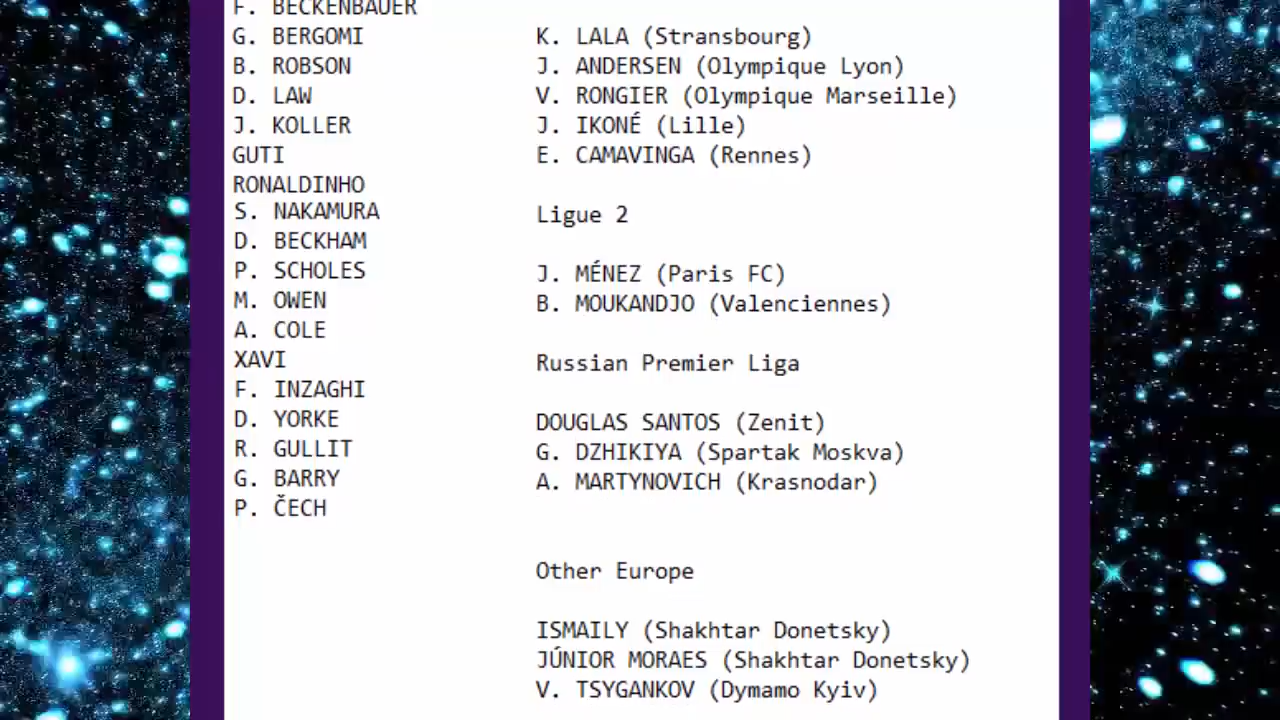 F. BECKENBAUER
G. BERGOMI
B. ROBSON
D. LAW
J. KOLLER
GUTI
RONALDINHO
S. NAKAMURA
D. BECKHAM
P. SCHOLES
M. OWEN
A. COLE
XAVI
F. INZAGHI
D. YORKE
R. GULLIT
G. BARRY
P. ČECH
K. LALA (Stransbourg)
J. ANDERSEN (Olympique Lyon)
V. RONGIER (Olympique Marseille)
J. IKONÉ (Lille)
E. CAMAVINGA (Rennes)
Ligue 2
J. MÉNEZ (Paris FC)
B. MOUKANDJO (Valenciennes)
Russian Premier Liga
DOUGLAS SANTOS (Zenit)
G. DZHIKIYA (Spartak Moskva)
A. MARTYNOVICH (Krasnodar)
Other Europe
ISMAILY (Shakhtar Donetsky)
JÚNIOR MORAES (Shakhtar Donetsky)
V. TSYGANKOV (Dymamo Kyiv)